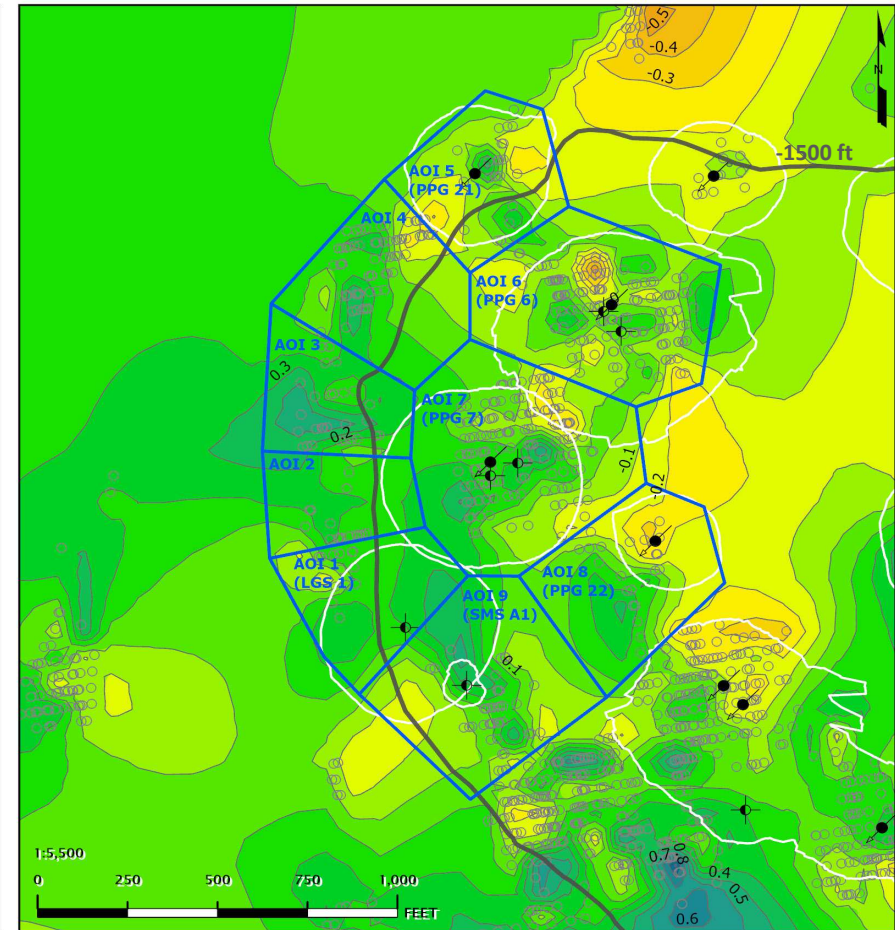 -0.5
-0.4
-0.3
N
-1500 ft
AOI 5
(PPG 21)
AOI 4
AOI 6
(PPG 6)
AOI 3
0.3
AOI 7
(PPG 7)
0.2
AOI 2
-0.1
-0.2
AOI 1
(LGS 1)
AOI 8
(PPG 22)
AOI 9
(SMS A1)
0.1
0.7
0.8
0.4
0.5
0.6
1:5,500
0 250 500 750 1,000
FEET